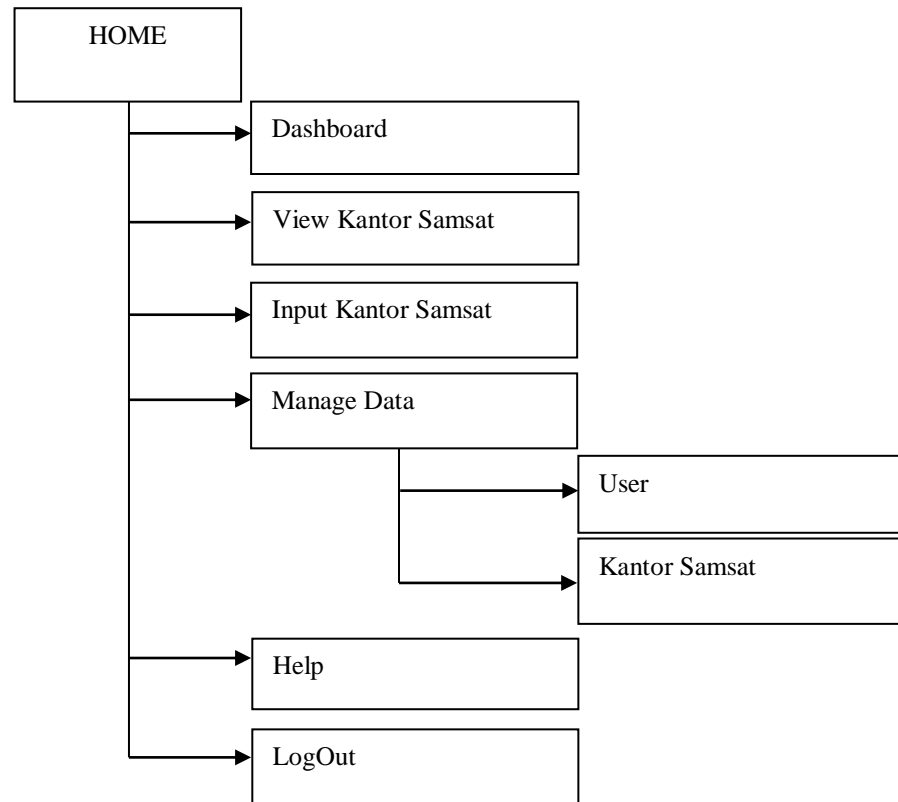 HOME
Dashboard
View Kantor Samsat
Input Kantor Samsat
Manage Data
User
Kantor Samsat
Help
LogOut